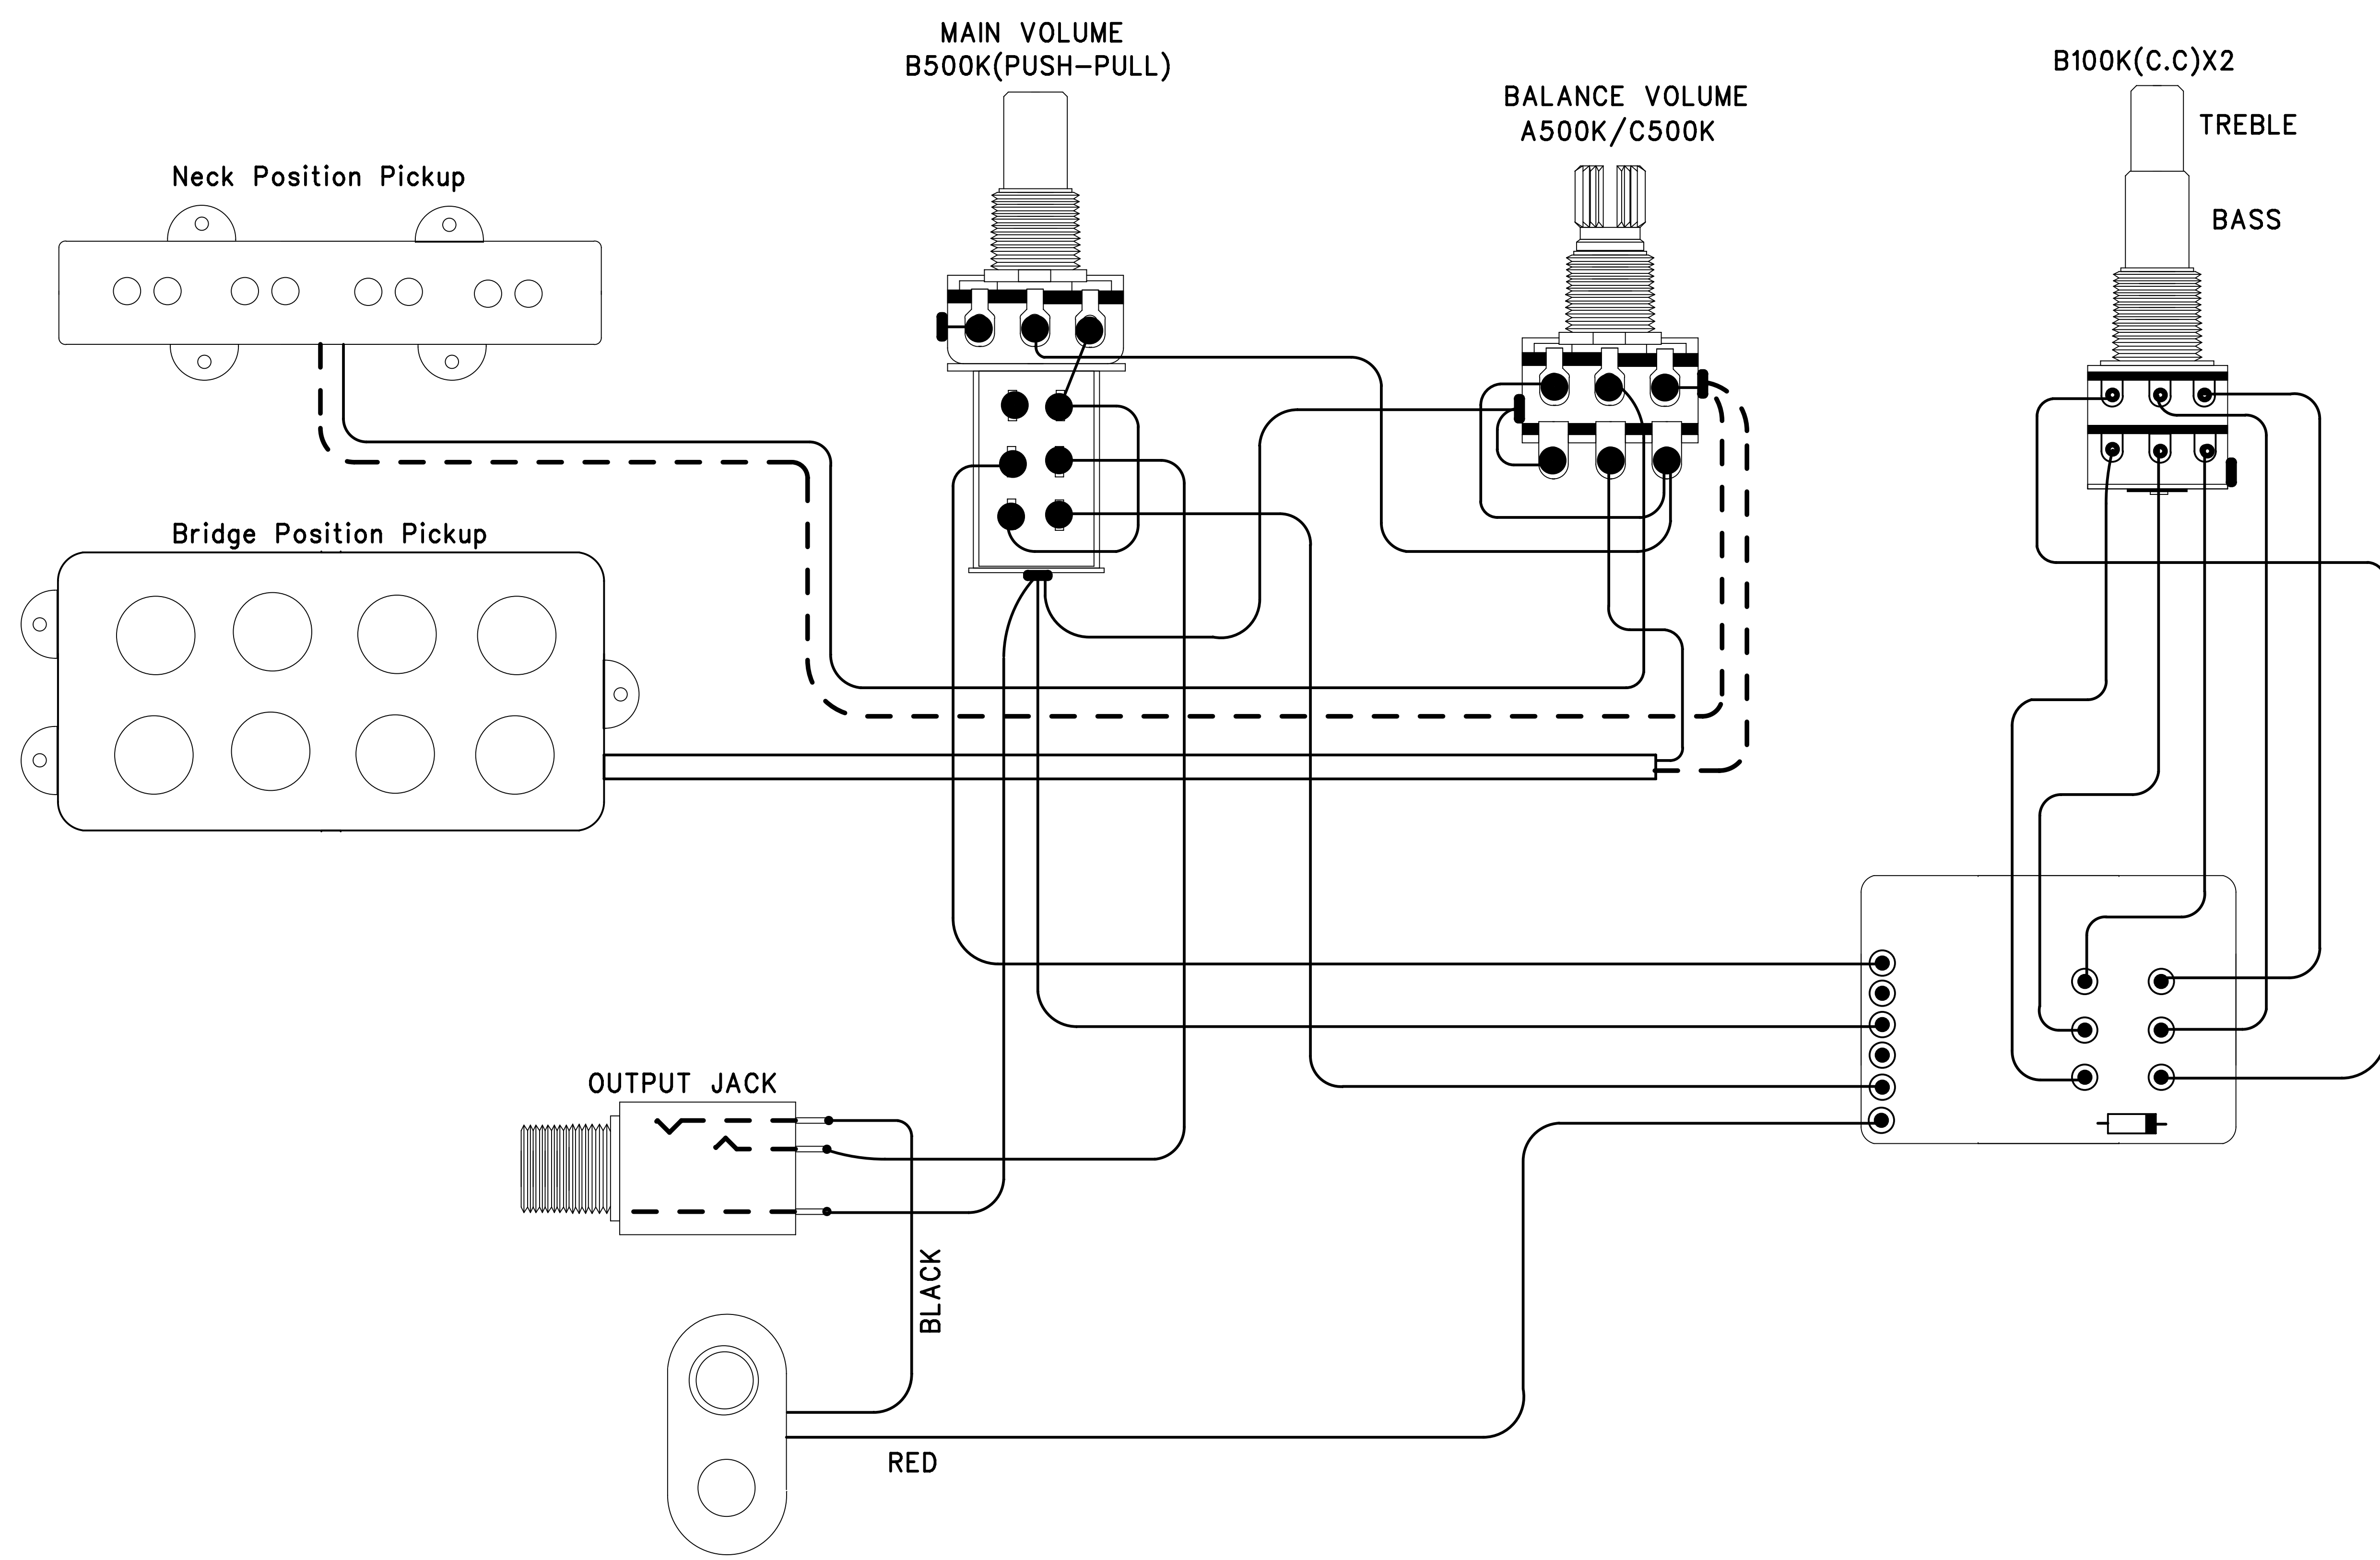 MAIN VOLUME
B500K(PUSH-PULL)
B100K(C.C)X2
BALANCE VOLUME
A500K/C500K
TREBLE
Neck Position Pickup
BASS
Bridge Position Pickup
OUTPUT JACK
BLACK
RED